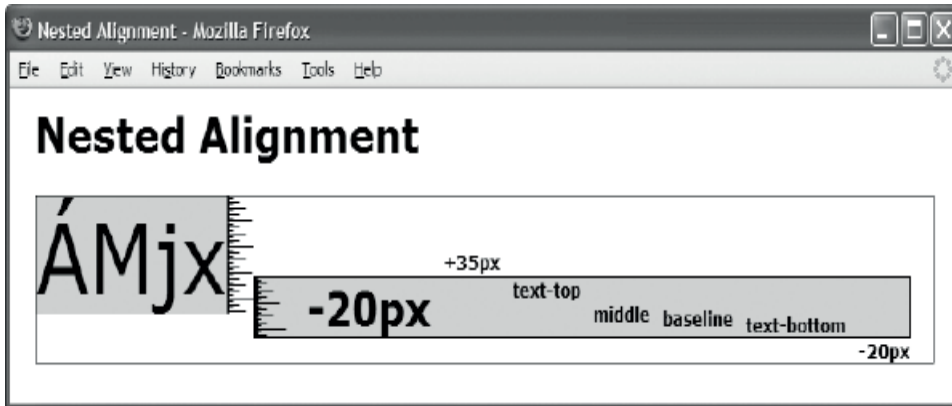 Nested Alignment - Mozilla Firefox
File Edit View History Bookmarks Tools Help
Nested Alignment
ÁMjx
+35px
-20px text-top middle baseline text-bottom
-20px